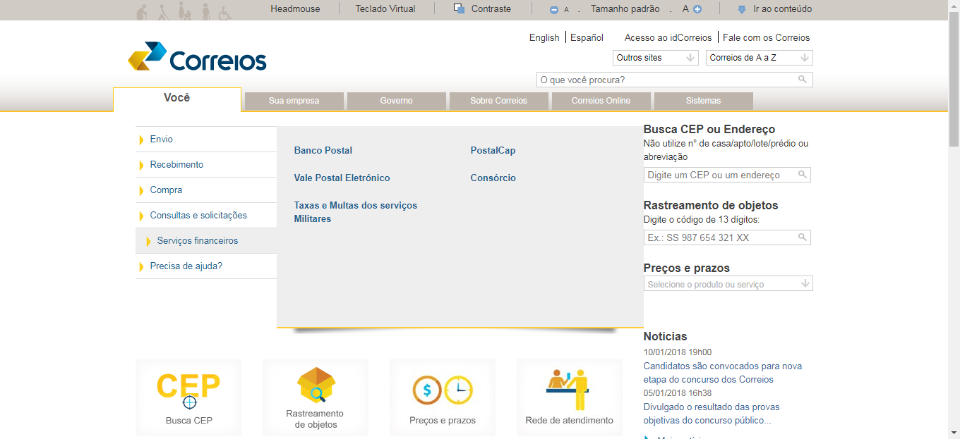 Headmouse
Teclado Virtual
Contraste
A . Tamanho padrão . A
Ir ao conteúdo
English
Español
Acesso ao idCorreios
Fale com os Correios
Correios
Outros sites
Correios de A a Z
O que você procura?
Você
Sua empresa
Governo
Sobre Correios
Correios Online
Sistemas
Envio
Recebimento
Compra
Consultas e solicitações
Serviços financeiros
Precisa de ajuda?
Banco Postal
PostalCap
Vale Postal Eletrónico
Consórcio
Taxas e Multas dos serviços
Militares
Busca CEP ou Endereço
Não utilize n° de casa/apto/lote/prédio ou
abreviação
Digite um CEP ou um endereço
Rastreamento de objetos
Digite o código de 13 dígitos:
Ex.: SS 987 654 321 XX
Preços e prazos
Selecione o produto ou serviço
Notícias
10/01/2018 19h00
Candidatos são convocados para nova
etapa do concurso dos Correios
05/01/2018 16h38
Divulgado o resultado das provas
objetivas do concurso público...
CEP
Busca CEP
Rastreamento
de objetos
$
Preços e prazos
Rede de atendimento